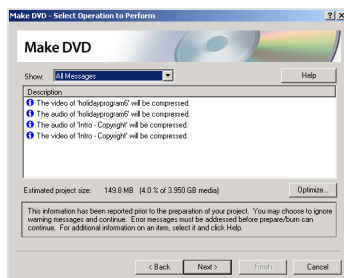 Make DVD - Select Operation to Perform
Make DVD
Show: All Messages
Help
Description
The video of 'holidayprogram6' will be compressed.
The audio of 'holidayprogram6' will be compressed.
The audio of 'Intro - Copyright' will be compressed.
The video of 'Intro - Copyright' will be compressed.
Estimated project size: 149.8 MB (4.0 % of 3.950 GB media)
Optimize...
This information has been reported prior to the preparation of your project. You may choose to ignore
warning messages and continue. Error messages must be addressed before prepare/burn can
continue. For additional information on an item, select it and click Help.
< Back Next > Finish Cancel